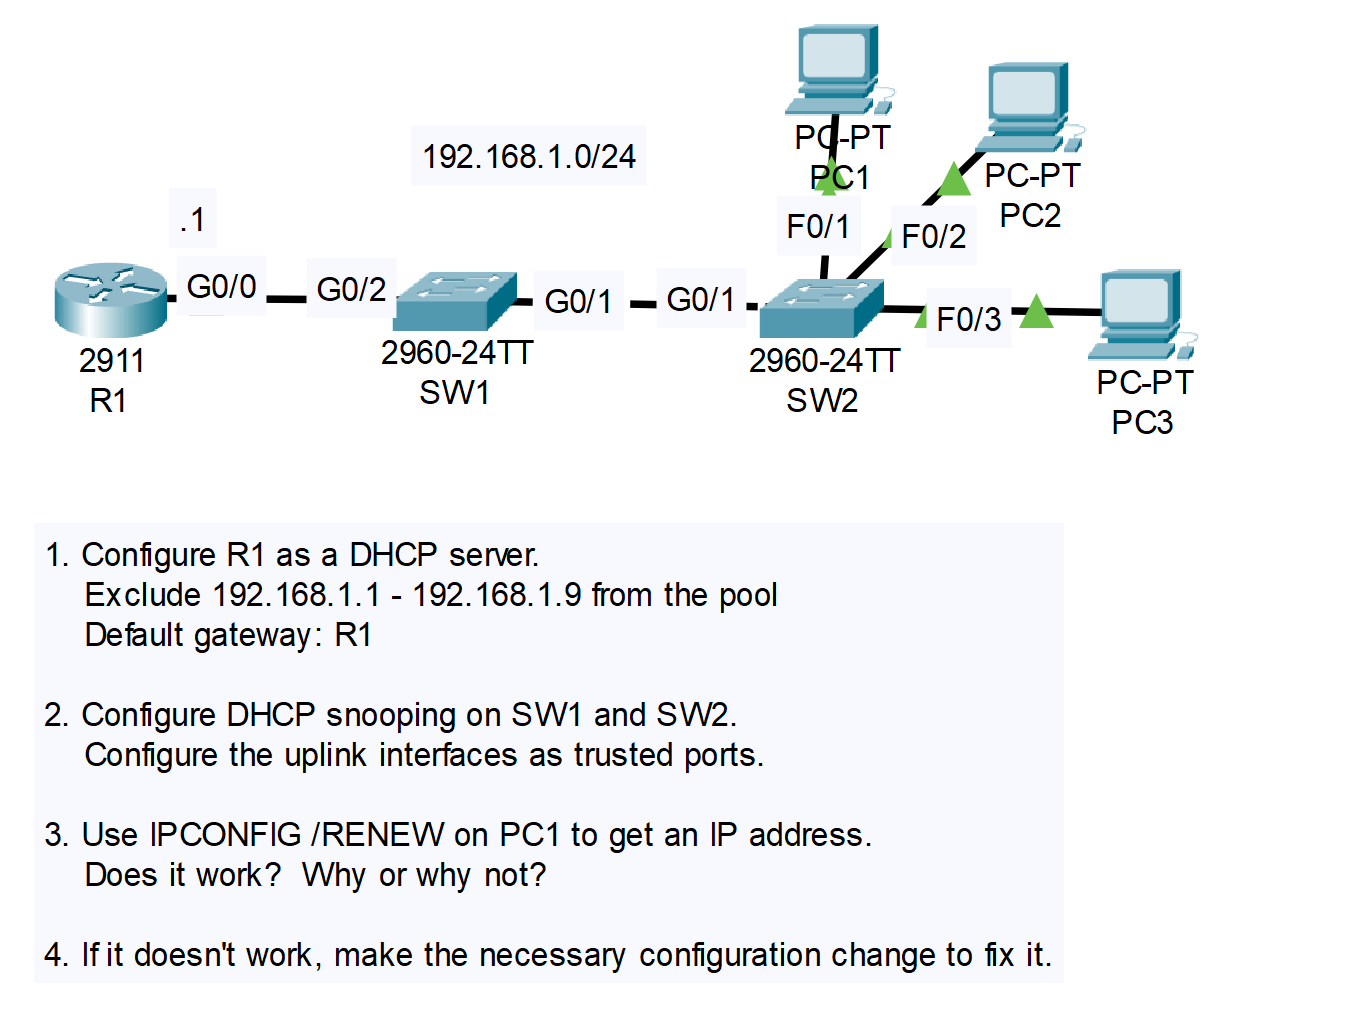 PC-PT
PC1
192.168.1.0/24
PC-PT
PC2
.1
F0/1
F0/2
G0/0
G0/2
G0/1
G0/1
F0/3
2911
R1
2960-24TT
SW1
2960-24TT
SW2
PC-PT
PC3
1. Configure R1 as a DHCP server.
Exclude 192.168.1.1 - 192.168.1.9 from the pool
Default gateway: R1
2. Configure DHCP snooping on SW1 and SW2.
Configure the uplink interfaces as trusted ports.
3. Use IPCONFIG /RENEW on PC1 to get an IP address.
Does it work?  Why or why not?
4. If it doesn't work, make the necessary configuration change to fix it.